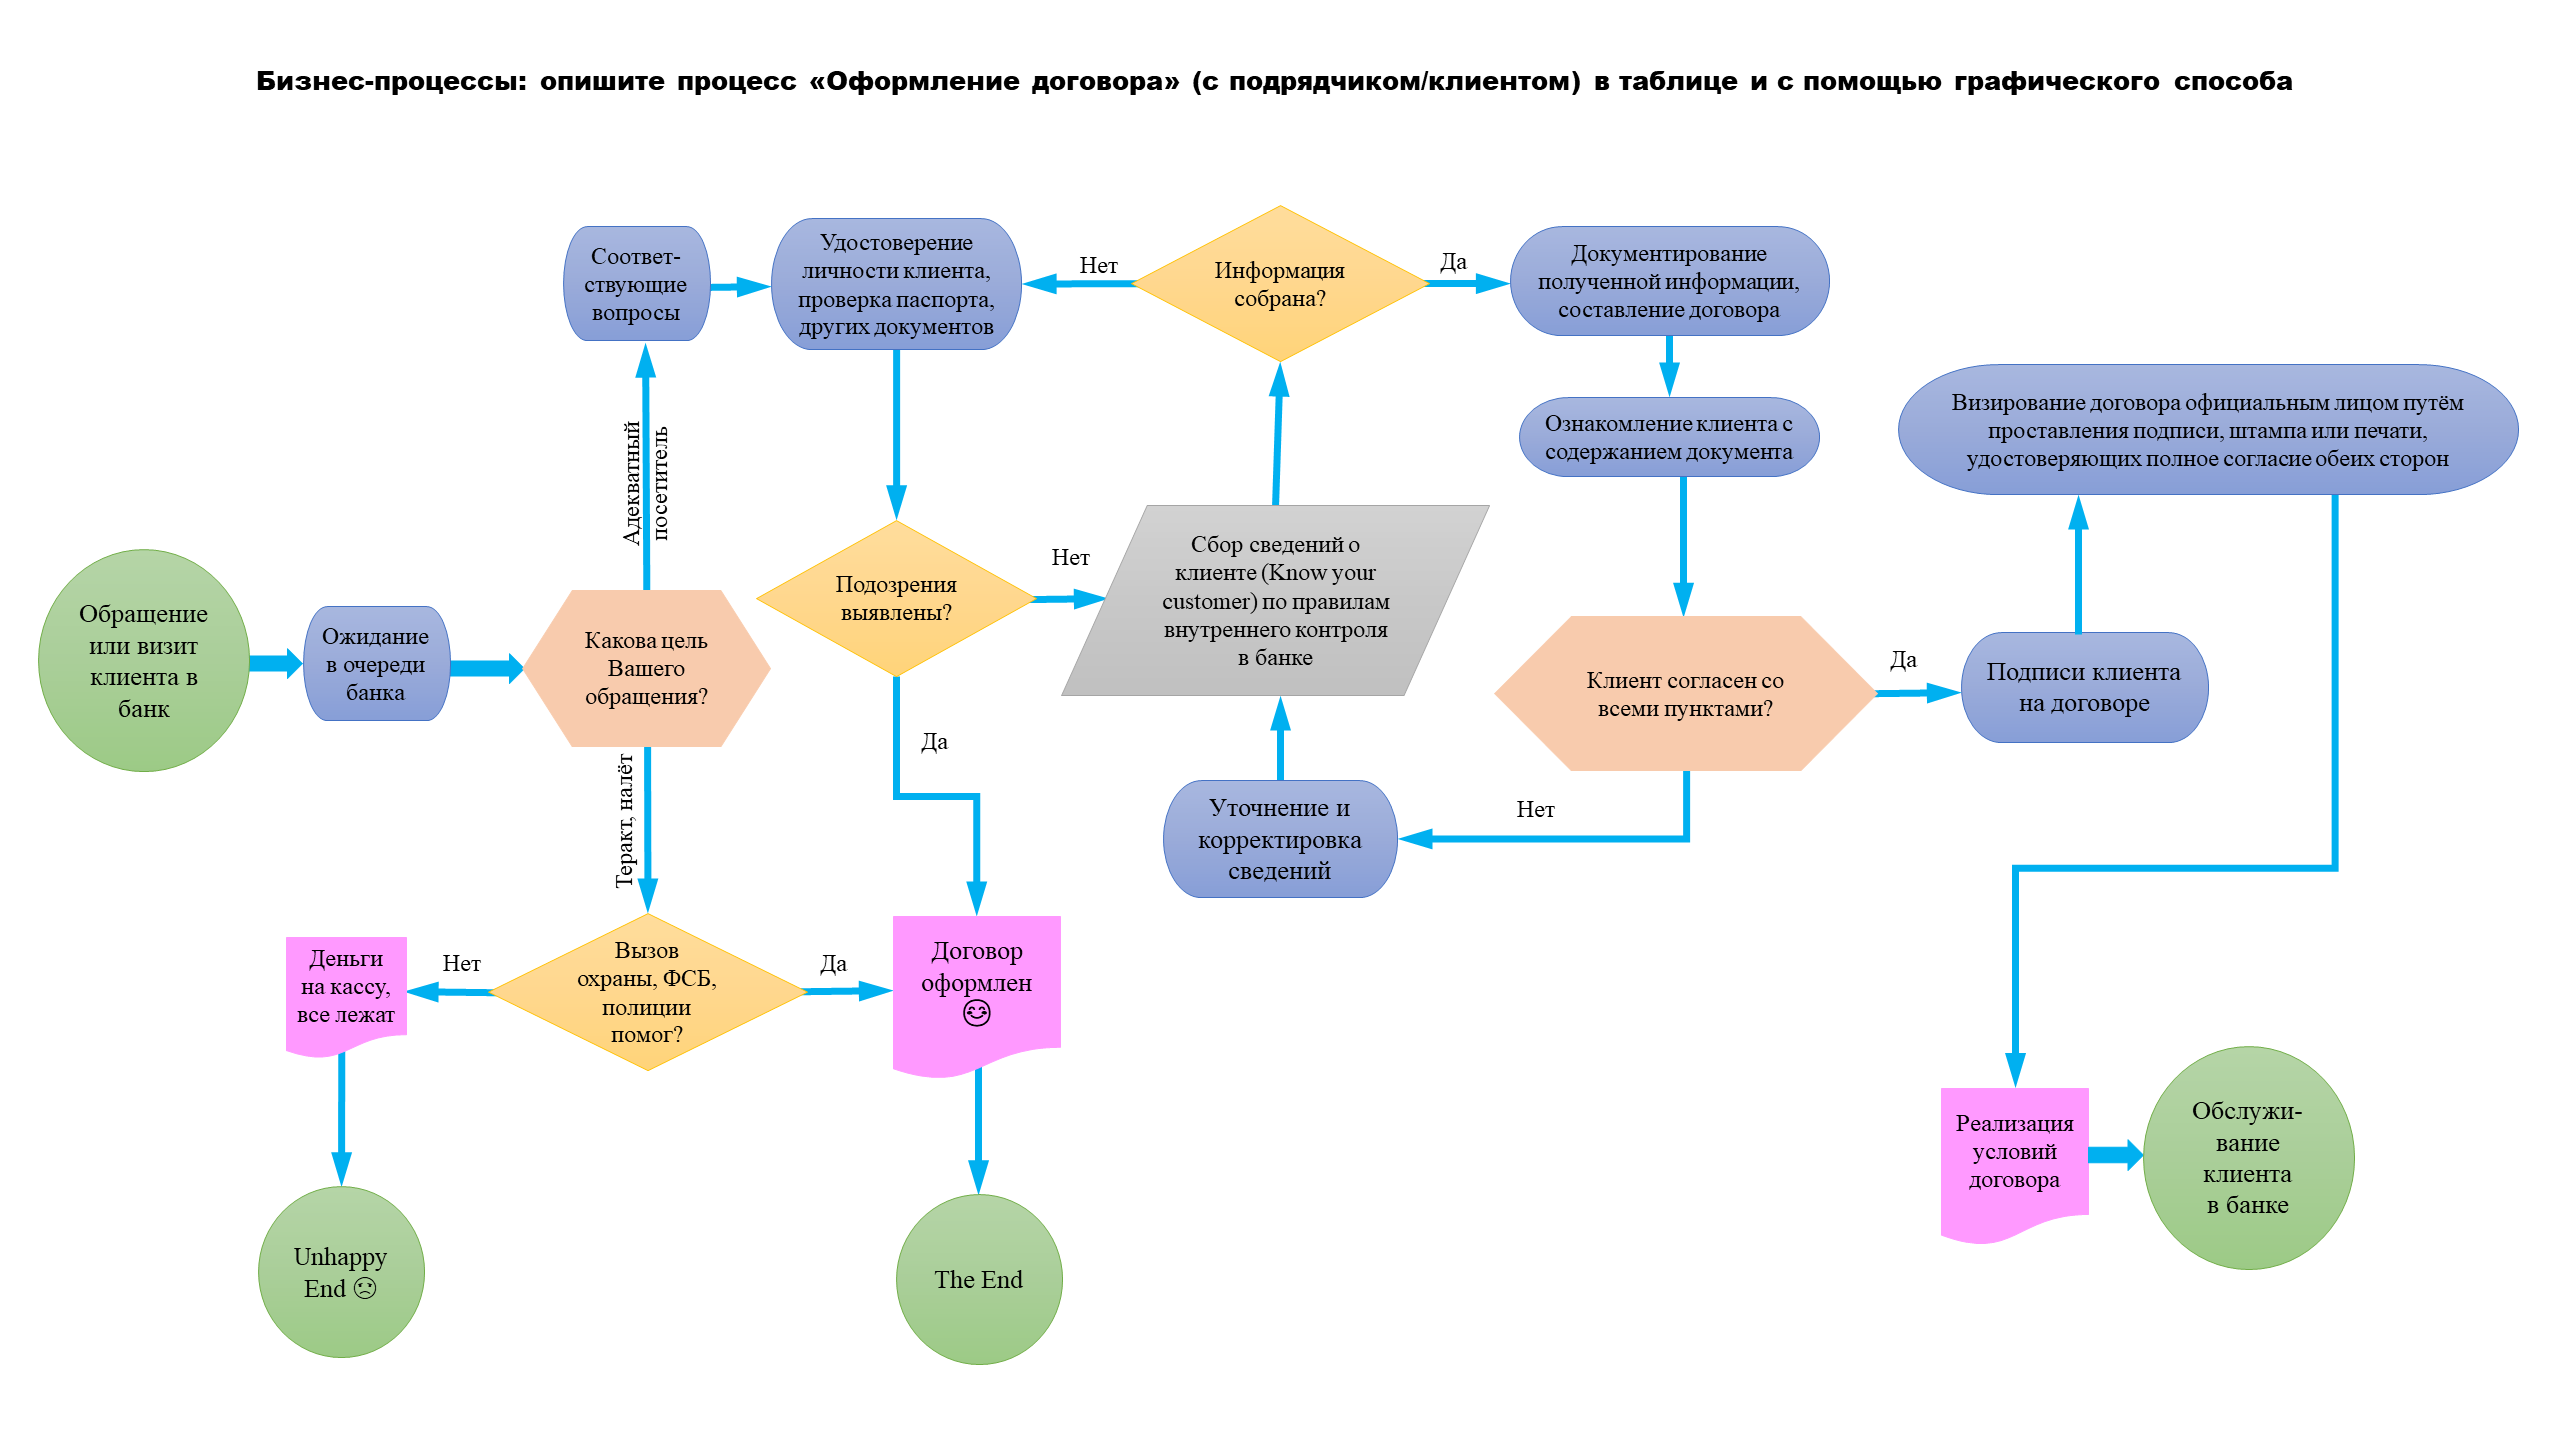 Бизнес-процессы: опишите процесс «Оформление договора» (с подрядчиком/клиентом) в таблице и с помощью графического способа
Обращение
или визит
клиента в
банк
Ожидание
в очереди
банка
Какова цель
Вашего
обращения?
Адекватный
посетитель
Соответ-
ствующие
вопросы
Удостоверение
личности клиента,
проверка паспорта,
других документов
Нет
Информация
собрана?
Да
Документирование
полученной информации,
составление договора
Ознакомление клиента с
содержанием документа
Визирование договора официальным лицом путём
проставления подписи, штампа или печати,
удостоверяющих полное согласие обеих сторон
Подозрения
выявлены?
Нет
Да
Сбор сведений о
клиенте (Know your
customer) по правилам
внутреннего контроля
в банке
Клиент согласен со
всеми пунктами?
Да
Подписи клиента
на договоре
Нет
Уточнение и
корректировка
сведений
Теракт, налёт
Вызов
охраны, ФСБ,
полиции
помог?
Нет
Деньги
на кассу,
все лежат
Да
Договор
оформлен
😊
Unhappy
End 😟
The End
Реализация
условий
договора
Обслужи-
вание
клиента
в банке